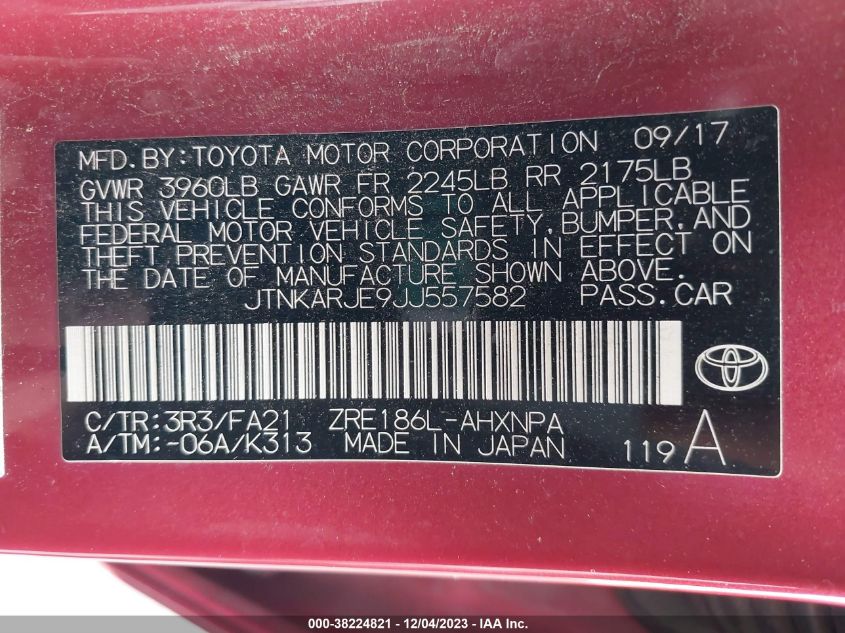 MFD. BY: TOYOTA MOTOR CORPORATION 09/17
GVWR 3960LB GAWR FR 2245LB RR 2175LB
THIS VEHICLE CONFORMS TO ALL APPLICABLE
FEDERAL MOTOR VEHICLE SAFETY, BUMPER, AND
THEFT PREVENTION STANDARDS IN EFFECT ON
THE DATE OF MANUFACTURE SHOWN ABOVE.
JTNKARJE9JJ557582 PASS. CAR
C/TR: 3R3/FA21 ZRE186L-AHXNPA
A/TM: -06A/K313 MADE IN JAPAN 119 A
000-38224821 - 12/04/2023 - IAA Inc.